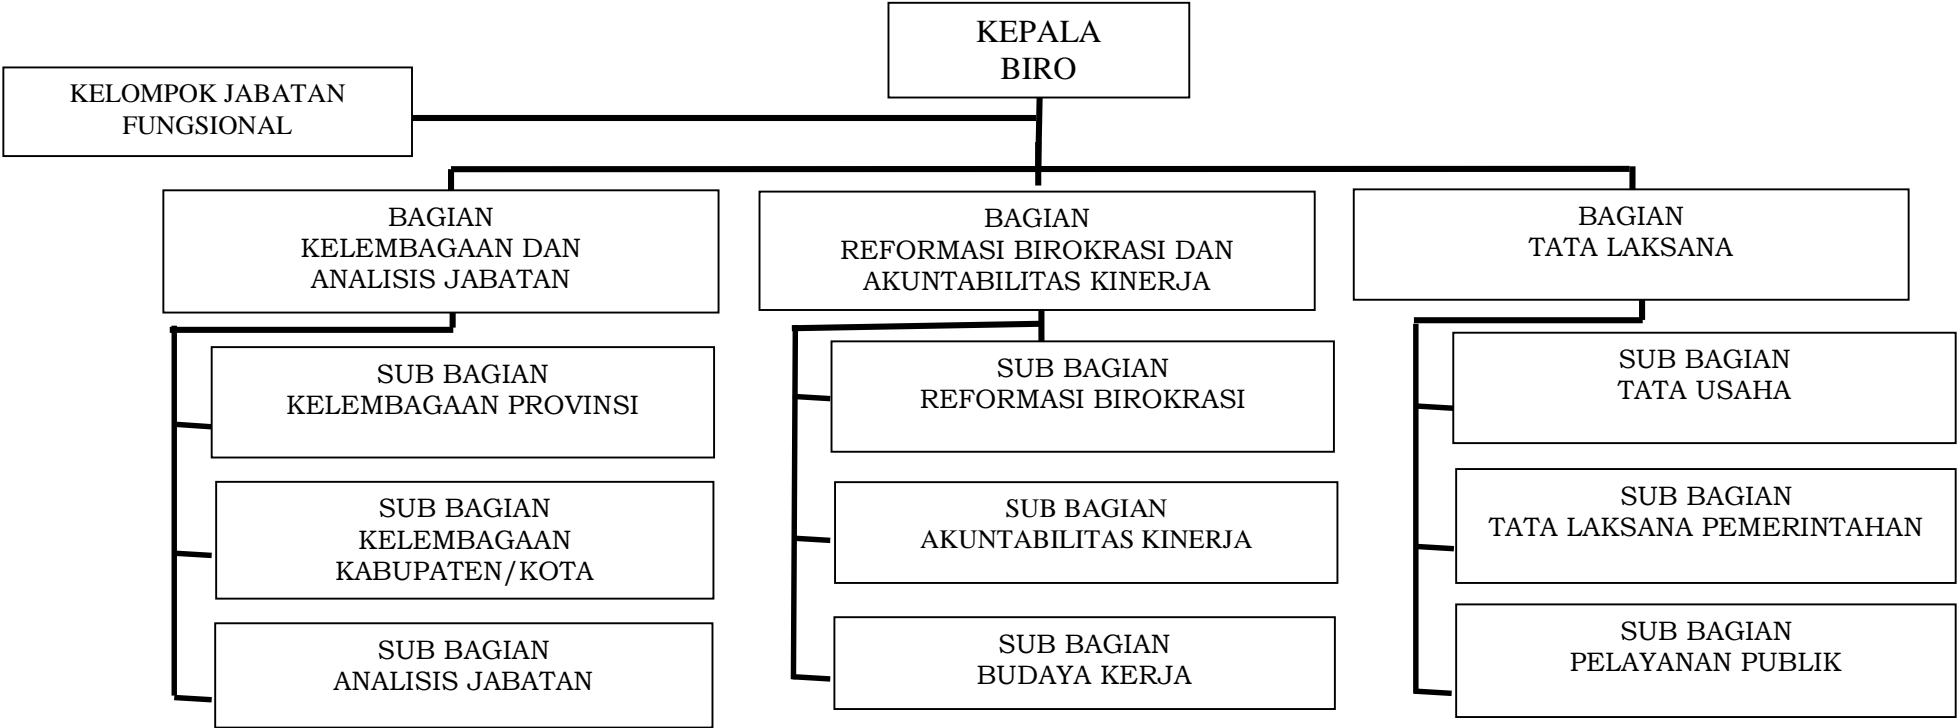 KEPALA
BIRO
KELOMPOK JABATAN
FUNGSIONAL
BAGIAN
KELEMBAGAAN DAN
ANALISIS JABATAN
BAGIAN
REFORMASI BIROKRASI DAN
AKUNTABILITAS KINERJA
BAGIAN
TATA LAKSANA
SUB BAGIAN
KELEMBAGAAN PROVINSI
SUB BAGIAN
KELEMBAGAAN
KABUPATEN/KOTA
SUB BAGIAN
ANALISIS JABATAN
SUB BAGIAN
REFORMASI BIROKRASI
SUB BAGIAN
AKUNTABILITAS KINERJA
SUB BAGIAN
BUDAYA KERJA
SUB BAGIAN
TATA USAHA
SUB BAGIAN
TATA LAKSANA PEMERINTAHAN
SUB BAGIAN
PELAYANAN PUBLIK